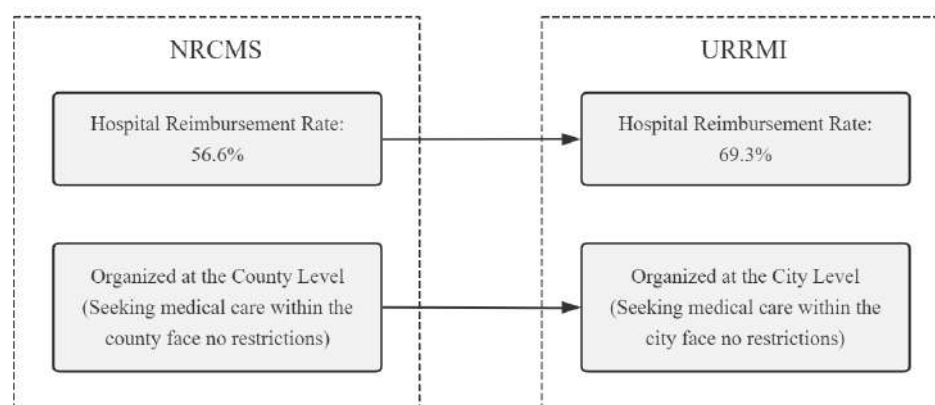 NRCMS
Hospital Reimbursement Rate:
56.6%
Organized at the County Level
(Seeking medical care within the
county face no restrictions)
URRMI
Hospital Reimbursement Rate:
69.3%
Organized at the City Level
(Seeking medical care within the
city face no restrictions)